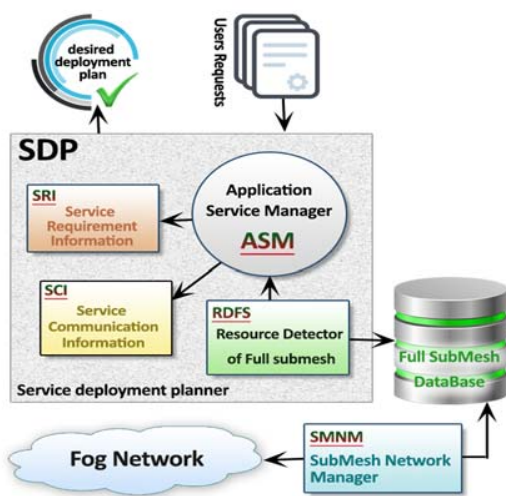 desired
deployment
plan
Users Requests
SDP
SRI
Service
Requirement
Information
Application
Service Manager
ASM
SCI
Service
Communication
Information
RDFS
Resource Detector
of Full submesh
Service deployment planner
Full SubMesh
DataBase
Fog Network
SMNM
SubMesh Network
Manager